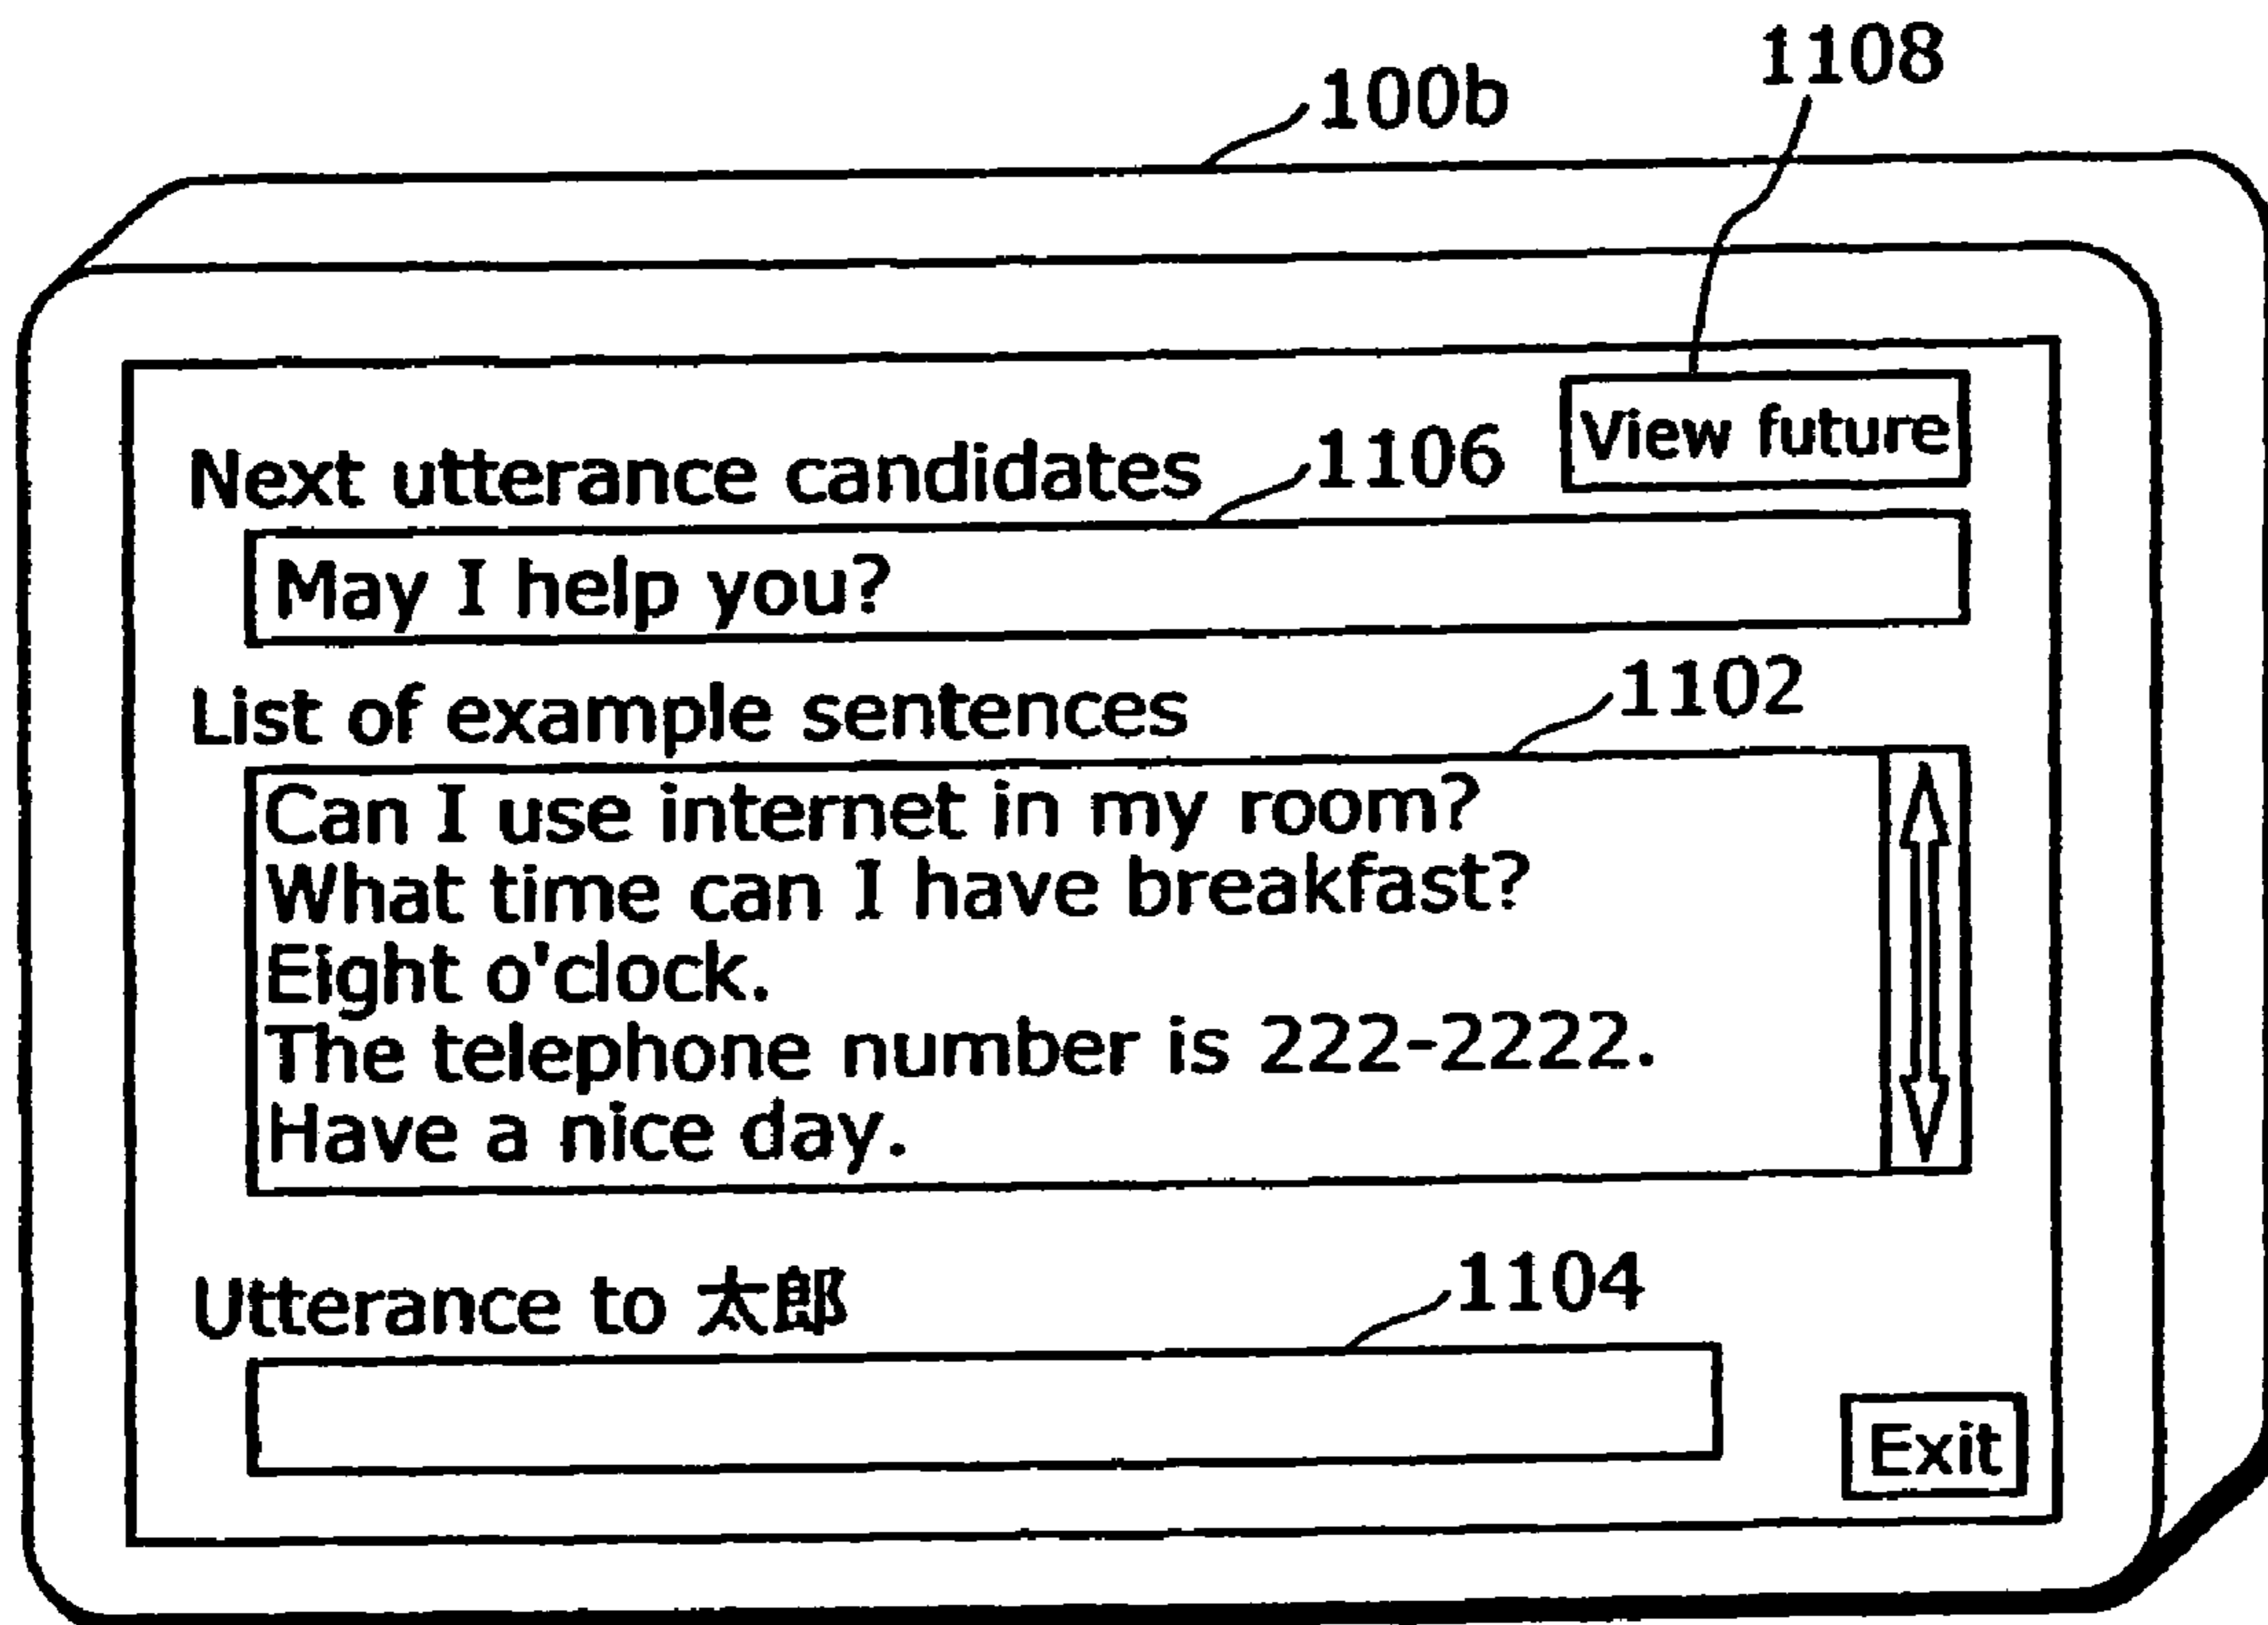 1108
100b
View future
Next utterance candidates
1106
May I help you?
List of example sentences
1102
Can I use internet in my room?
What time can I have breakfast?
Eight o'clock.
The telephone number is 222-2222.
Have a nice day.
Utterance to 太郎
1104
Exit